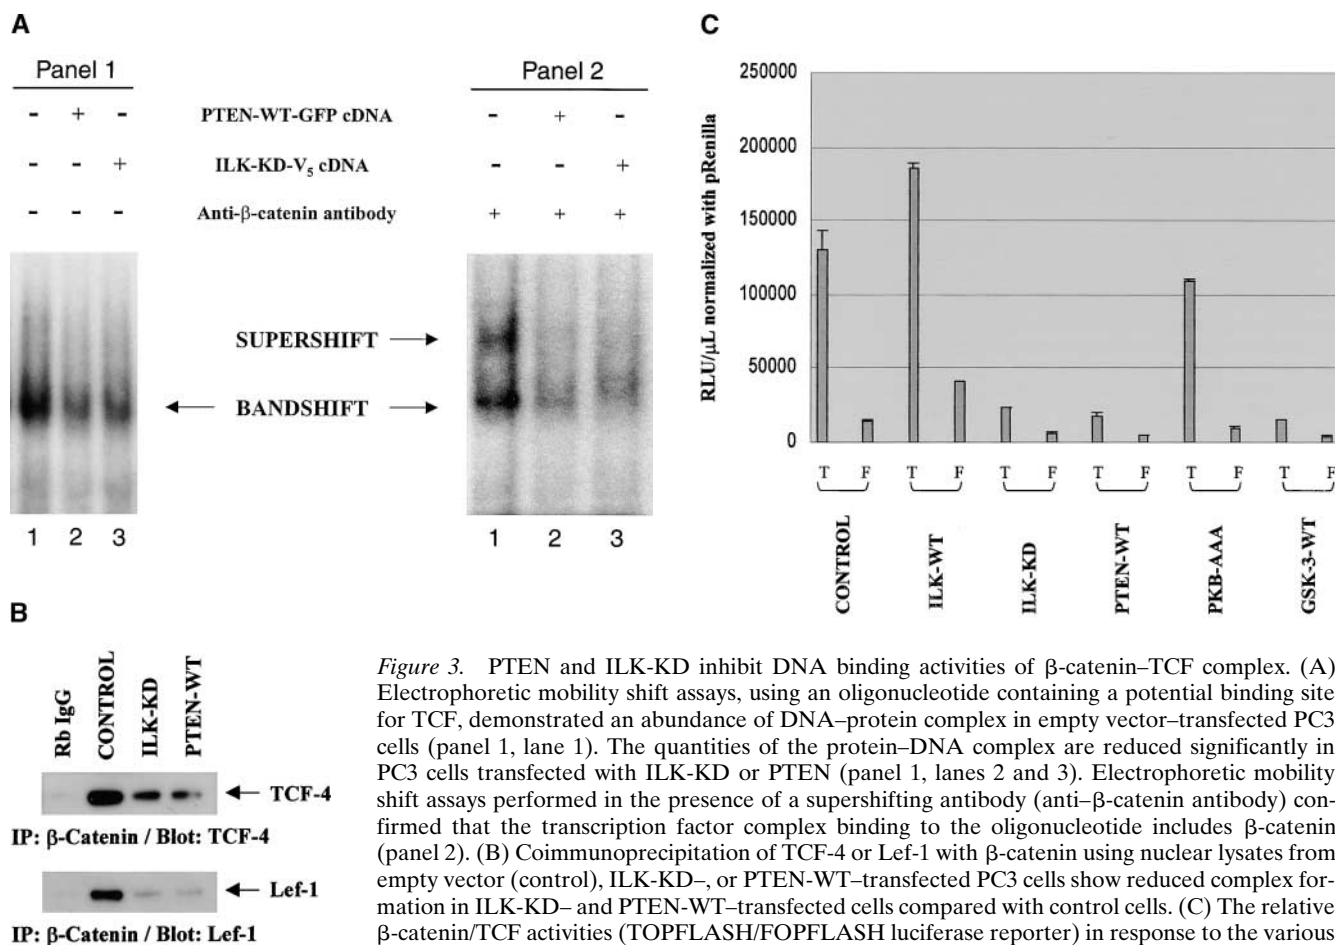 A
Panel 1
Panel 2
- + - PTEN-WT-GFP cDNA - + -
- - + ILK-KD-V₅ cDNA - - +
- - - Anti-β-catenin antibody + + +
SUPERSHIFT
BANDSHIFT
1 2 3
1 2 3
B
Rb IgG
CONTROL
ILK-KD
PTEN-WT
TCF-4
IP: β-Catenin / Blot: TCF-4
Lef-1
IP: β-Catenin / Blot: Lef-1
C
RLU/μL normalized with pRenilla
250000
200000
150000
100000
50000
0
T F T F T F T F T F T F
CONTROL
ILK-WT
ILK-KD
PTEN-WT
PKB-AAA
GSK-3-WT
Figure 3. PTEN and ILK-KD inhibit DNA binding activities of β-catenin–TCF complex. (A)
Electrophoretic mobility shift assays, using an oligonucleotide containing a potential binding site
for TCF, demonstrated an abundance of DNA–protein complex in empty vector–transfected PC3
cells (panel 1, lane 1). The quantities of the protein–DNA complex are reduced significantly in
PC3 cells transfected with ILK-KD or PTEN (panel 1, lanes 2 and 3). Electrophoretic mobility
shift assays performed in the presence of a supershifting antibody (anti–β-catenin antibody) con-
firmed that the transcription factor complex binding to the oligonucleotide includes β-catenin
(panel 2). (B) Coimmunoprecipitation of TCF-4 or Lef-1 with β-catenin using nuclear lysates from
empty vector (control), ILK-KD–, or PTEN-WT–transfected PC3 cells show reduced complex for-
mation in ILK-KD– and PTEN-WT–transfected cells compared with control cells. (C) The relative
β-catenin/TCF activities (TOPFLASH/FOPFLASH luciferase reporter) in response to the various